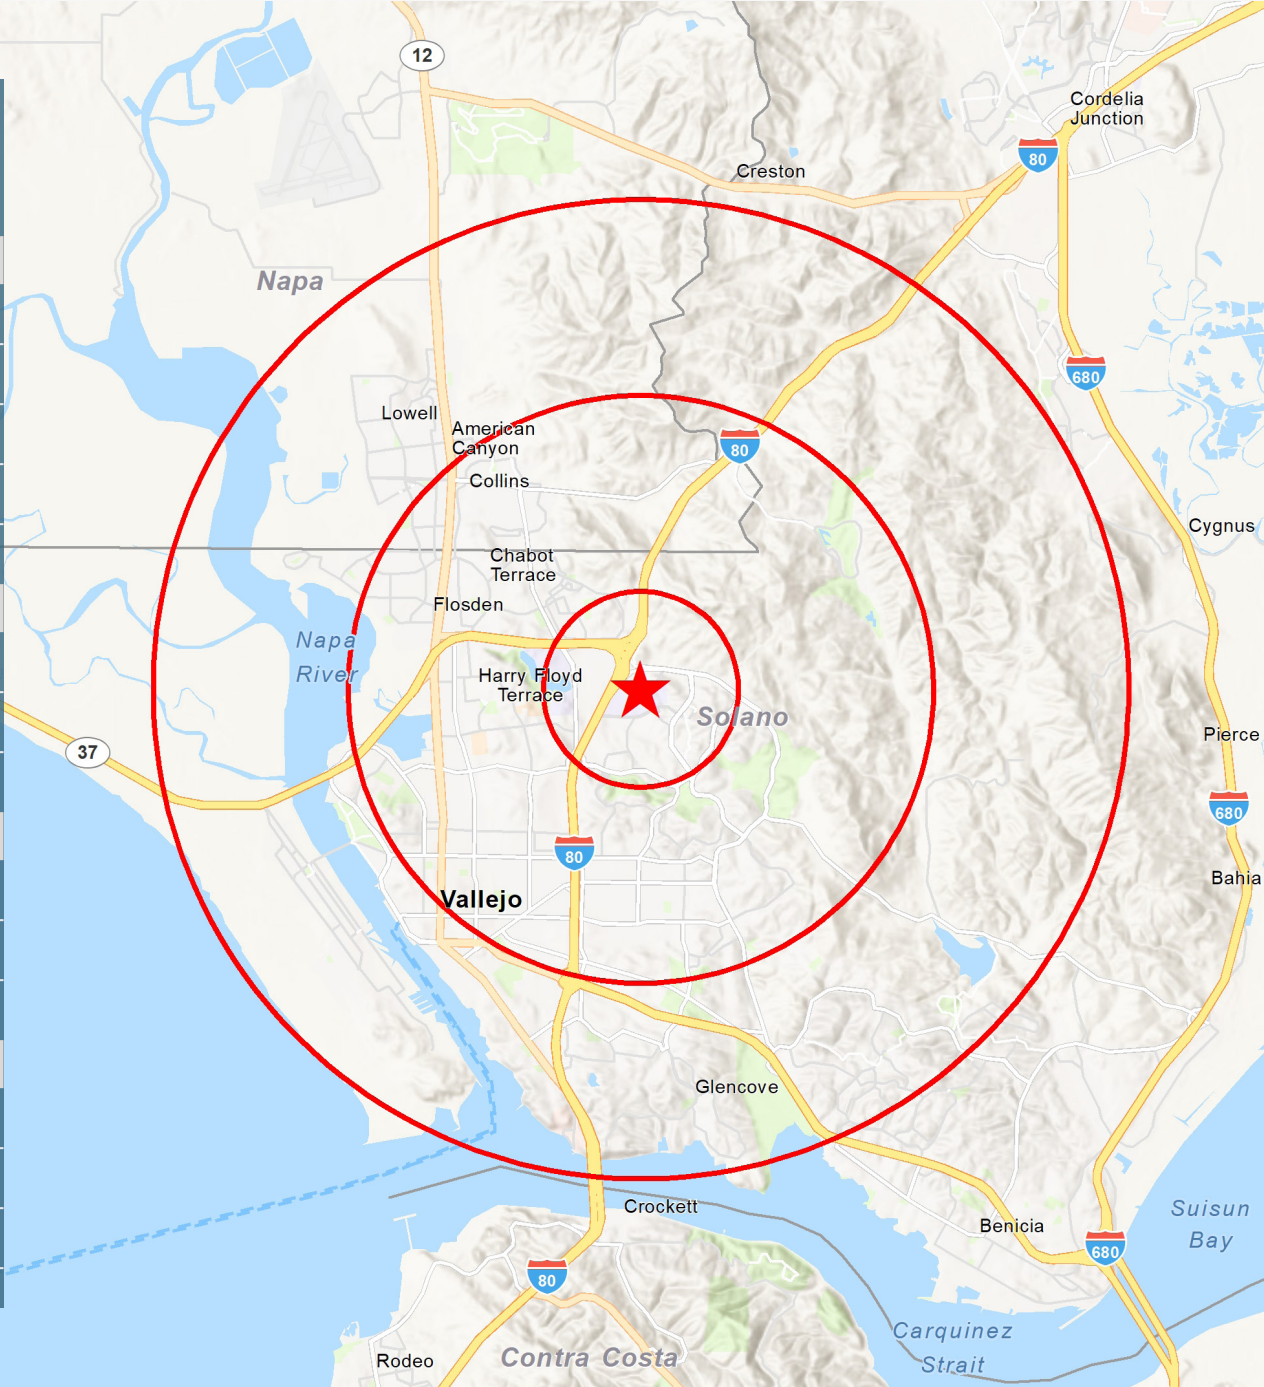 12
Cordelia
Junction
80
Creston
Napa
680
Lowell
American
Canyon
80
Collins
Cygnus
Chabot
Terrace
Flosden
Napa
River
Harry Floyd
Terrace
Solano
Pierce
37
680
80
Bahia
Vallejo
Glencove
Crockett
Suisun
Bay
Benicia
680
80
Carquinez
Strait
Contra Costa
Rodeo